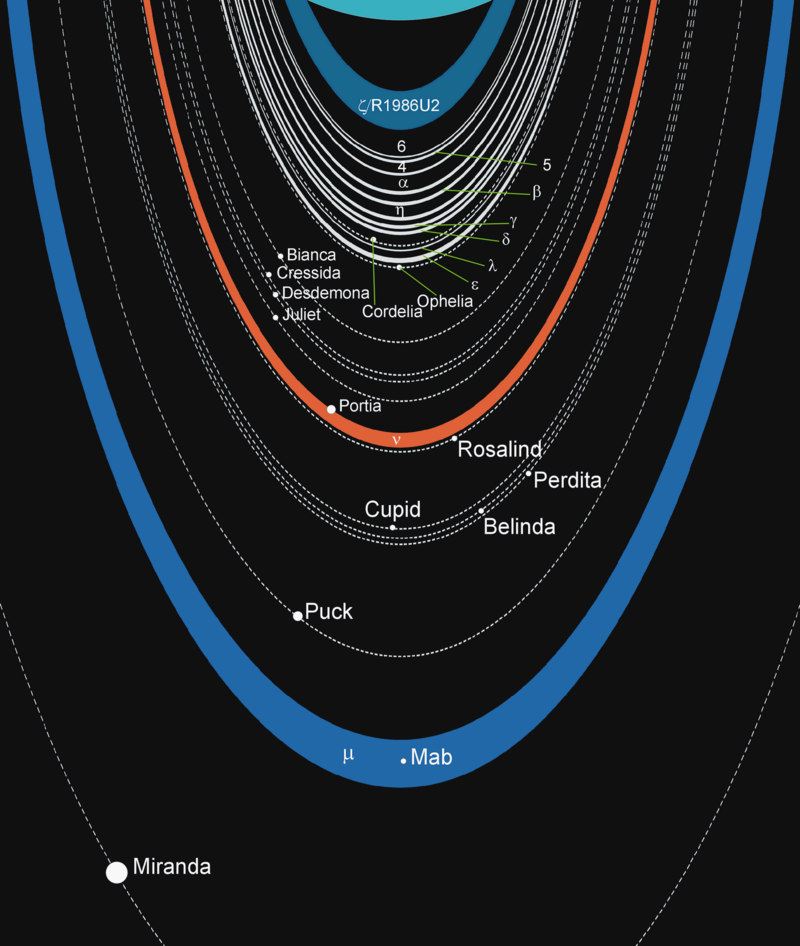 ζ/R1986U2
6
5
4
α
β
η
γ
δ
λ
ε
Bianca
Cressida
Desdemona
Ophelia
Cordelia
Juliet
Portia
ν
Rosalind
Perdita
Cupid
Belinda
Puck
μ
Mab
Miranda